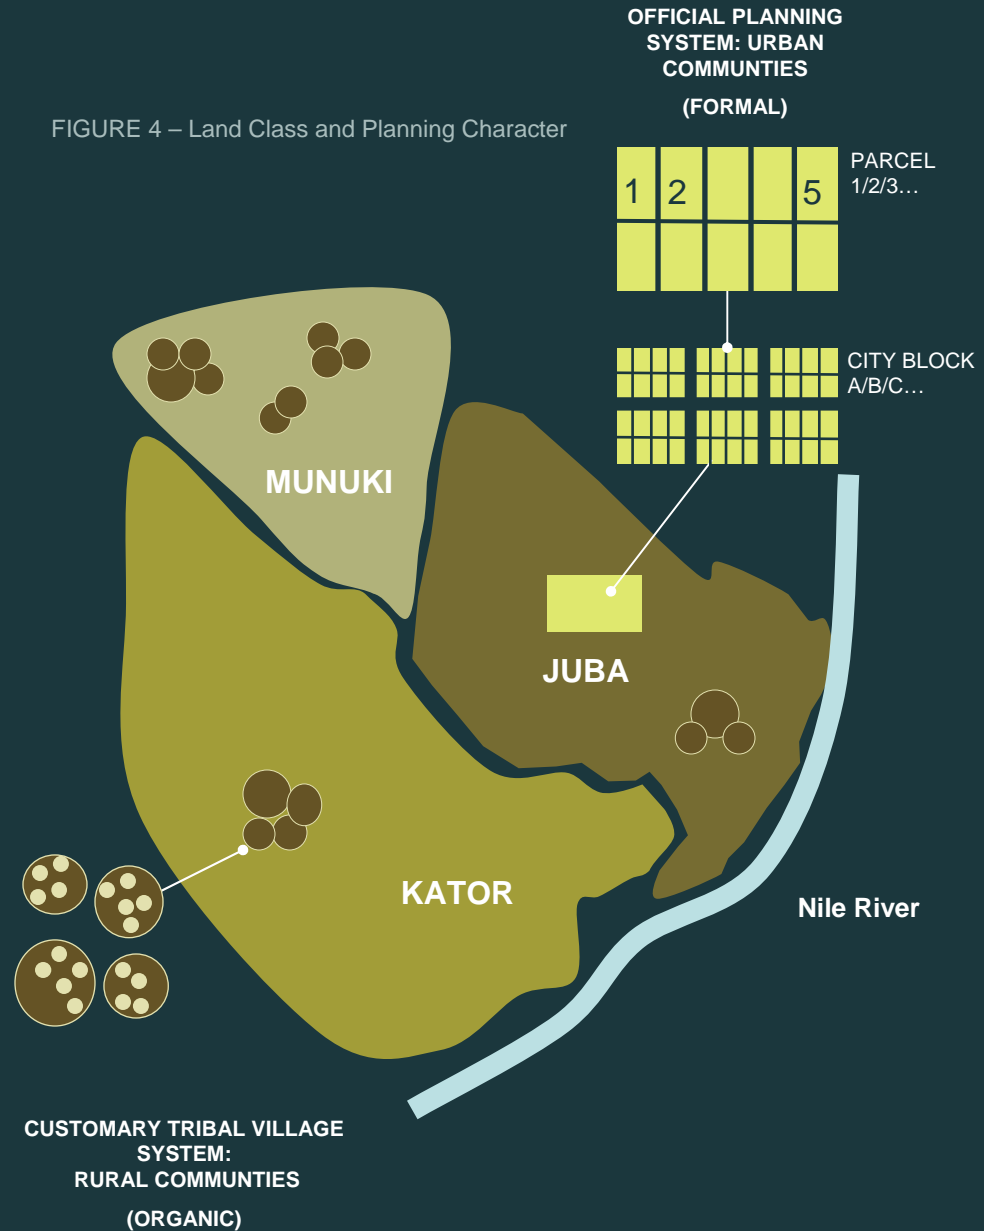 OFFICIAL PLANNING
SYSTEM: URBAN
COMMUNTIES
(FORMAL)
FIGURE 4 – Land Class and Planning Character
PARCEL
1/2/3…
1 2 5
CITY BLOCK
A/B/C…
MUNUKI
JUBA
KATOR
Nile River
CUSTOMARY TRIBAL VILLAGE
SYSTEM:
RURAL COMMUNTIES
(ORGANIC)